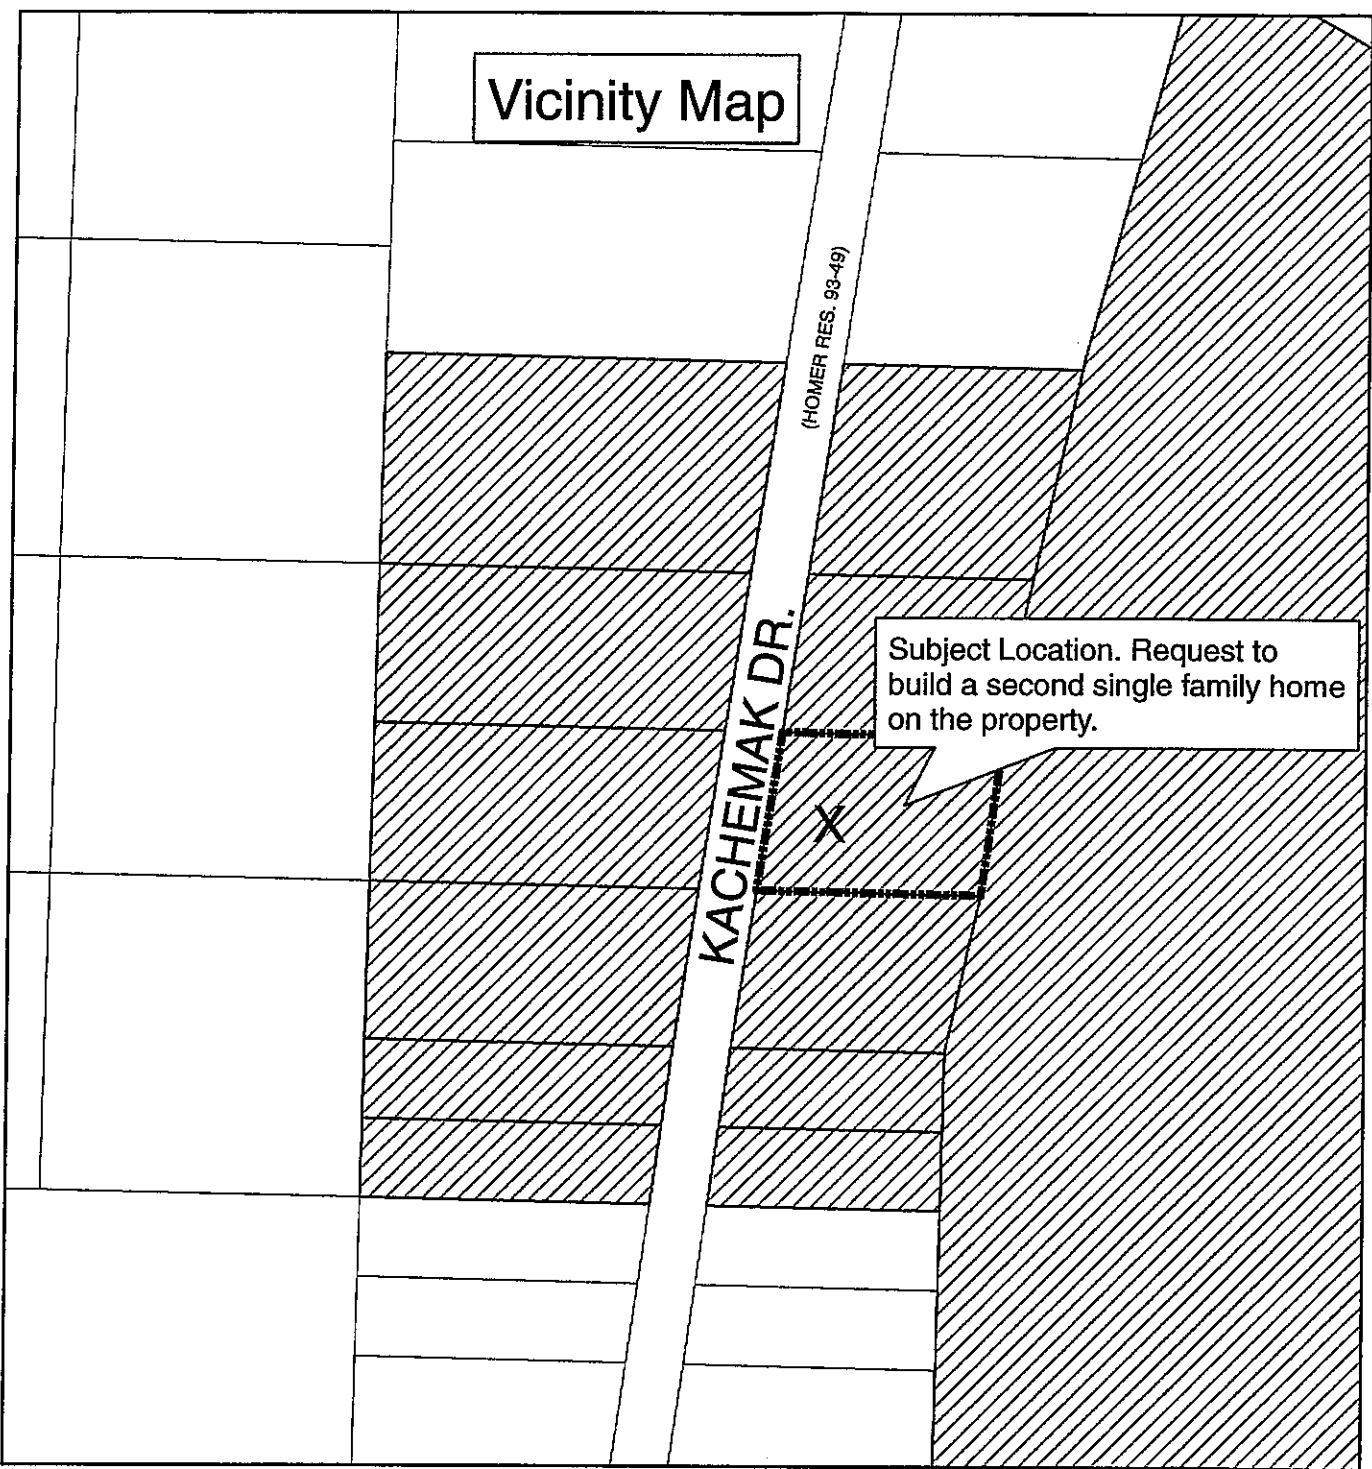 Vicinity Map
(HOMER RES. 93-49)
KACHEMAK DR.
Subject Location. Request to
build a second single family home
on the property.
X